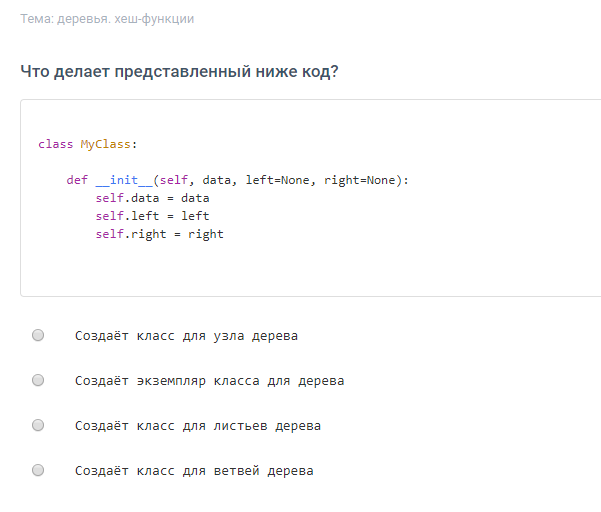 Тема: деревья. хеш-функции
Что делает представленный ниже код?
class MyClass:
def __init__(self, data, left=None, right=None):
self.data = data
self.left = left
self.right = right
Создаёт класс для узла дерева
Создаёт экземпляр класса для дерева
Создаёт класс для листьев дерева
Создаёт класс для ветвей дерева